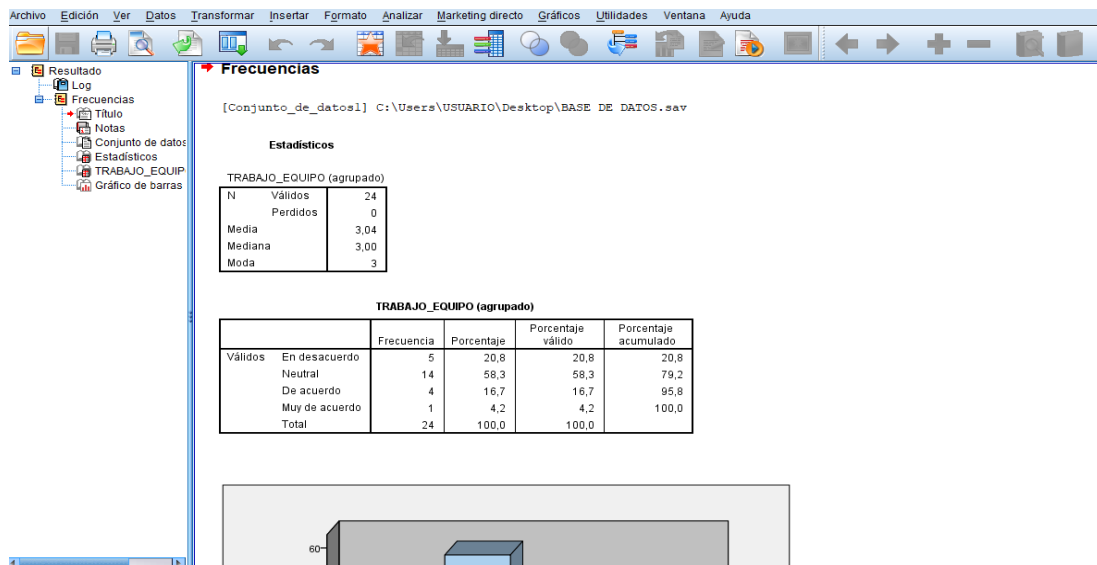 Archivo Edición Ver Datos Transformar Insertar Formato Analizar Marketing directo Gráficos Utilidades Ventana Ayuda
Resultado
Log
Frecuencias
Título
Notas
Conjunto de datos
Estadísticos
TRABAJO_EQUIP
Gráfico de barras
Frecuencias
[Conjunto_de_datos1] C:\Users\USUARIO\Desktop\BASE DE DATOS.sav
Estadísticos
TRABAJO_EQUIPO (agrupado)
N Válidos 24
Perdidos 0
Media 3,04
Mediana 3,00
Moda 3
TRABAJO_EQUIPO (agrupado)
Frecuencia Porcentaje Porcentaje válido Porcentaje acumulado
Válidos En desacuerdo 5 20,8 20,8 20,8
Neutral 14 58,3 58,3 79,2
De acuerdo 4 16,7 16,7 95,8
Muy de acuerdo 1 4,2 4,2 100,0
Total 24 100,0 100,0
60